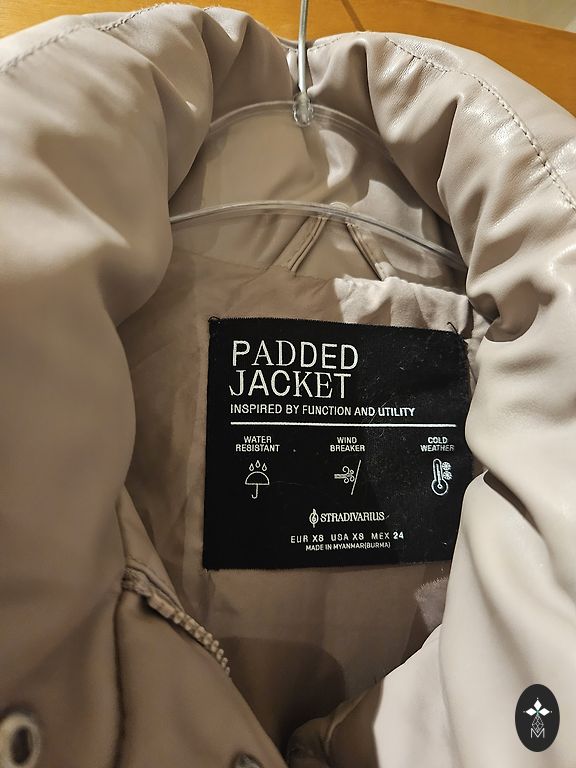 PADDED
JACKET
INSPIRED BY FUNCTION AND UTILITY
WATER
RESISTANT
WIND
BREAKER
COLD
WEATHER
STRADIVARIUS
EUR XS USA XS MEX 24
MADE IN MYANMAR(BURMA)
M